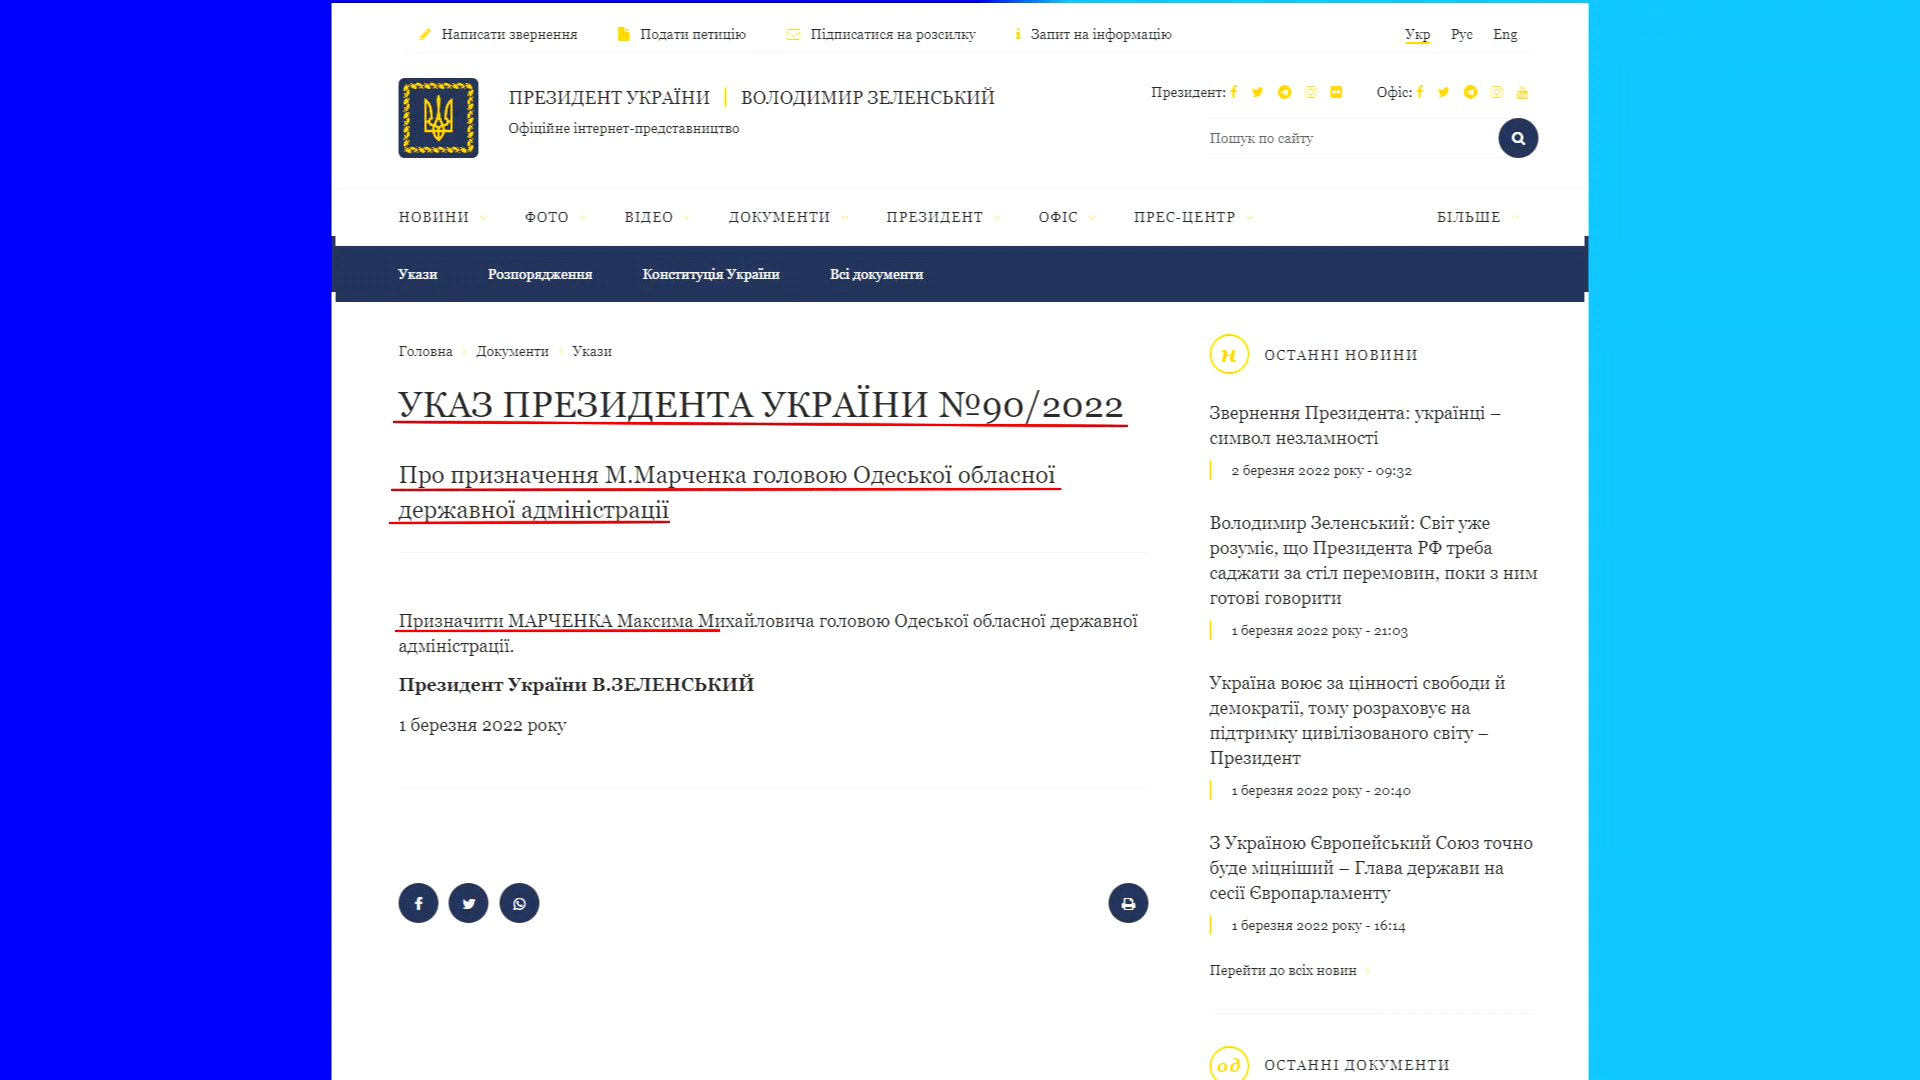 Написати звернення
Подати петицію
Підписатися на розсилку
Запит на інформацію
Укр
Рус
Eng
ПРЕЗИДЕНТ УКРАЇНИ
ВОЛОДИМИР ЗЕЛЕНСЬКИЙ
Офіційне інтернет-представництво
Президент:
Офіс:
Пошук по сайту
НОВИНИ
ФОТО
ВІДЕО
ДОКУМЕНТИ
ПРЕЗИДЕНТ
ОФІС
ПРЕС-ЦЕНТР
БІЛЬШЕ
Укази
Розпорядження
Конституція України
Всі документи
Головна
Документи
Укази
УКАЗ ПРЕЗИДЕНТА УКРАЇНИ №90/2022
Про призначення М.Марченка головою Одеської обласної
державної адміністрації
Призначити МАРЧЕНКА Максима Михайловича головою Одеської обласної державної
адміністрації.
Президент України В.ЗЕЛЕНСЬКИЙ
1 березня 2022 року
н
ОСТАННІ НОВИНИ
Звернення Президента: українці –
символ незламності
2 березня 2022 року - 09:32
Володимир Зеленський: Світ уже
розуміє, що Президента РФ треба
саджати за стіл перемовин, поки з ним
готові говорити
1 березня 2022 року - 21:03
Україна воює за цінності свободи й
демократії, тому розраховує на
підтримку цивілізованого світу –
Президент
1 березня 2022 року - 20:40
З Україною Європейський Союз точно
буде міцніший – Глава держави на
сесії Європарламенту
1 березня 2022 року - 16:14
Перейти до всіх новин
од
ОСТАННІ ДОКУМЕНТИ